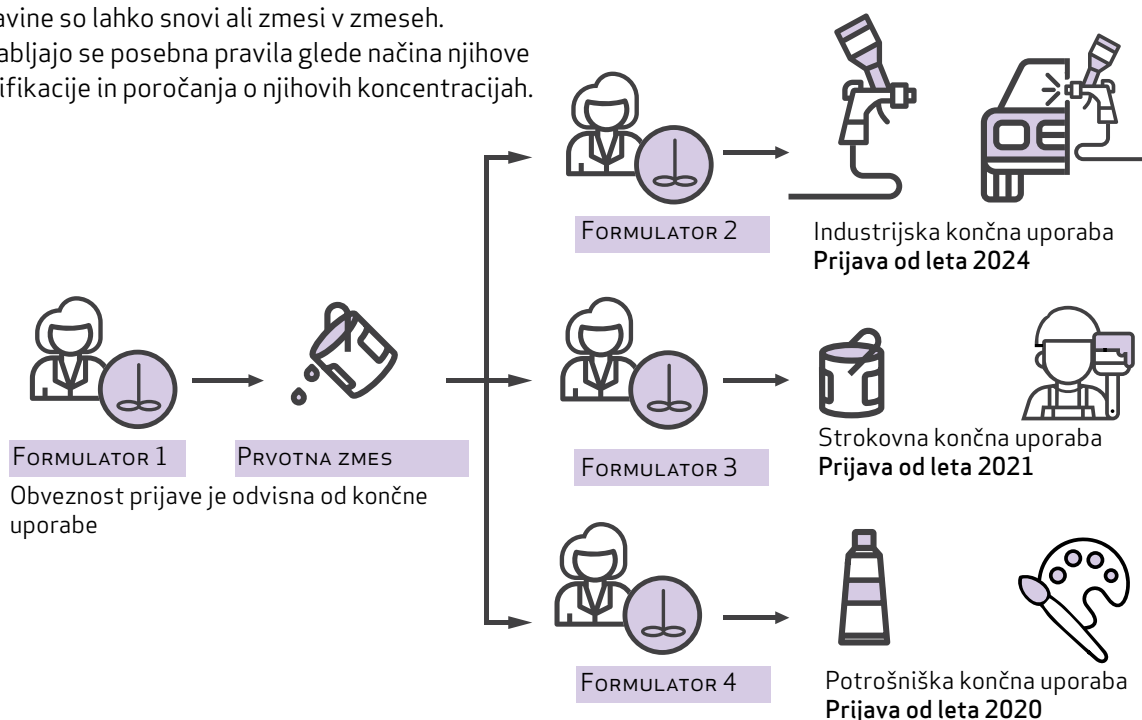 avine so lahko snovi ali zmesi v zmeseh.
abljajo se posebna pravila glede načina njihove
ifikacije in poročanja o njihovih koncentracijah.
FORMULATOR 2
Industrijska končna uporaba
Prijava od leta 2024
FORMULATOR 1
PRVOTNA ZMES
Obveznost prijave je odvisna od končne
uporabe
FORMULATOR 3
Strokovna končna uporaba
Prijava od leta 2021
FORMULATOR 4
Potrošniška končna uporaba
Prijava od leta 2020